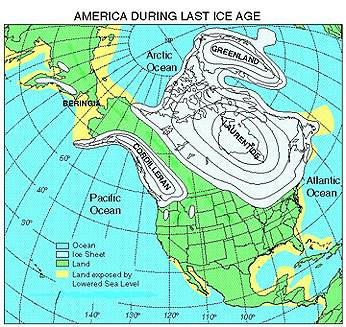 AMERICA DURING LAST ICE AGE
Arctic
Ocean
GREENLAND
BERINGIA
LAURENTIDE
CORDILLERAN
50°
Pacific
Ocean
Atlantic
Ocean
40°
30°
Ocean
Ice Sheet
Land
Land exposed by
Lowered Sea Level
140°
120°
110°
100°